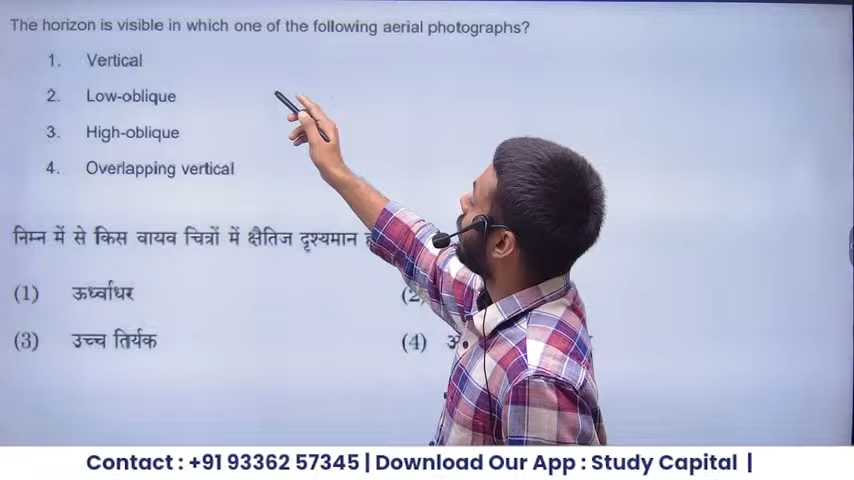 The horizon is visible in which one of the following aerial photographs?
1. Vertical
2. Low-oblique
3. High-oblique
4. Overlapping vertical
निम्न में से किस वायव चित्रों में क्षैतिज दृश्यमान
(1) ऊर्ध्वाधर (2)
(3) उच्च तिर्यक (4)
Contact : +91 93362 57345 | Download Our App : Study Capital |